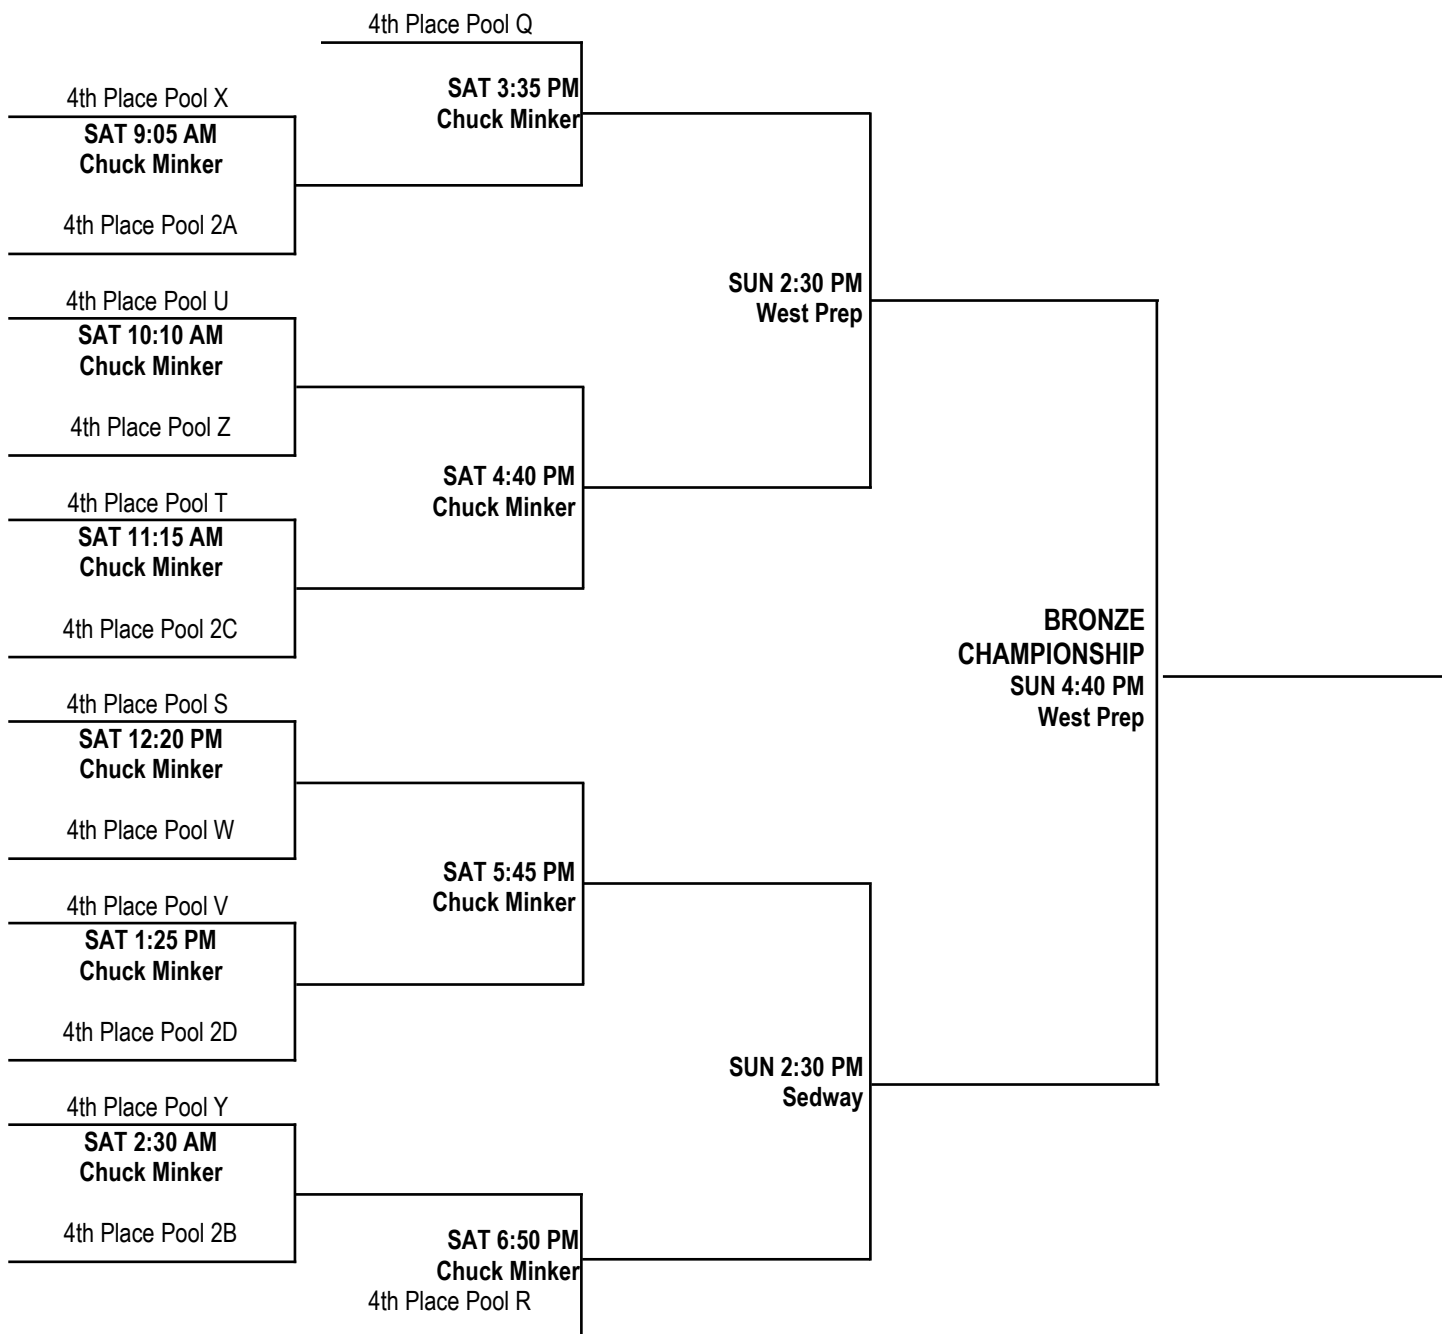 4th Place Pool Q
SAT 3:35 PM
Chuck Minker
4th Place Pool X
SAT 9:05 AM
Chuck Minker
4th Place Pool 2A
SUN 2:30 PM
West Prep
4th Place Pool U
SAT 10:10 AM
Chuck Minker
4th Place Pool Z
SAT 4:40 PM
Chuck Minker
4th Place Pool T
SAT 11:15 AM
Chuck Minker
4th Place Pool 2C
BRONZE
CHAMPIONSHIP
SUN 4:40 PM
West Prep
4th Place Pool S
SAT 12:20 PM
Chuck Minker
4th Place Pool W
SAT 5:45 PM
Chuck Minker
4th Place Pool V
SAT 1:25 PM
Chuck Minker
4th Place Pool 2D
SUN 2:30 PM
Sedway
4th Place Pool Y
SAT 2:30 AM
Chuck Minker
4th Place Pool 2B
SAT 6:50 PM
Chuck Minker
4th Place Pool R